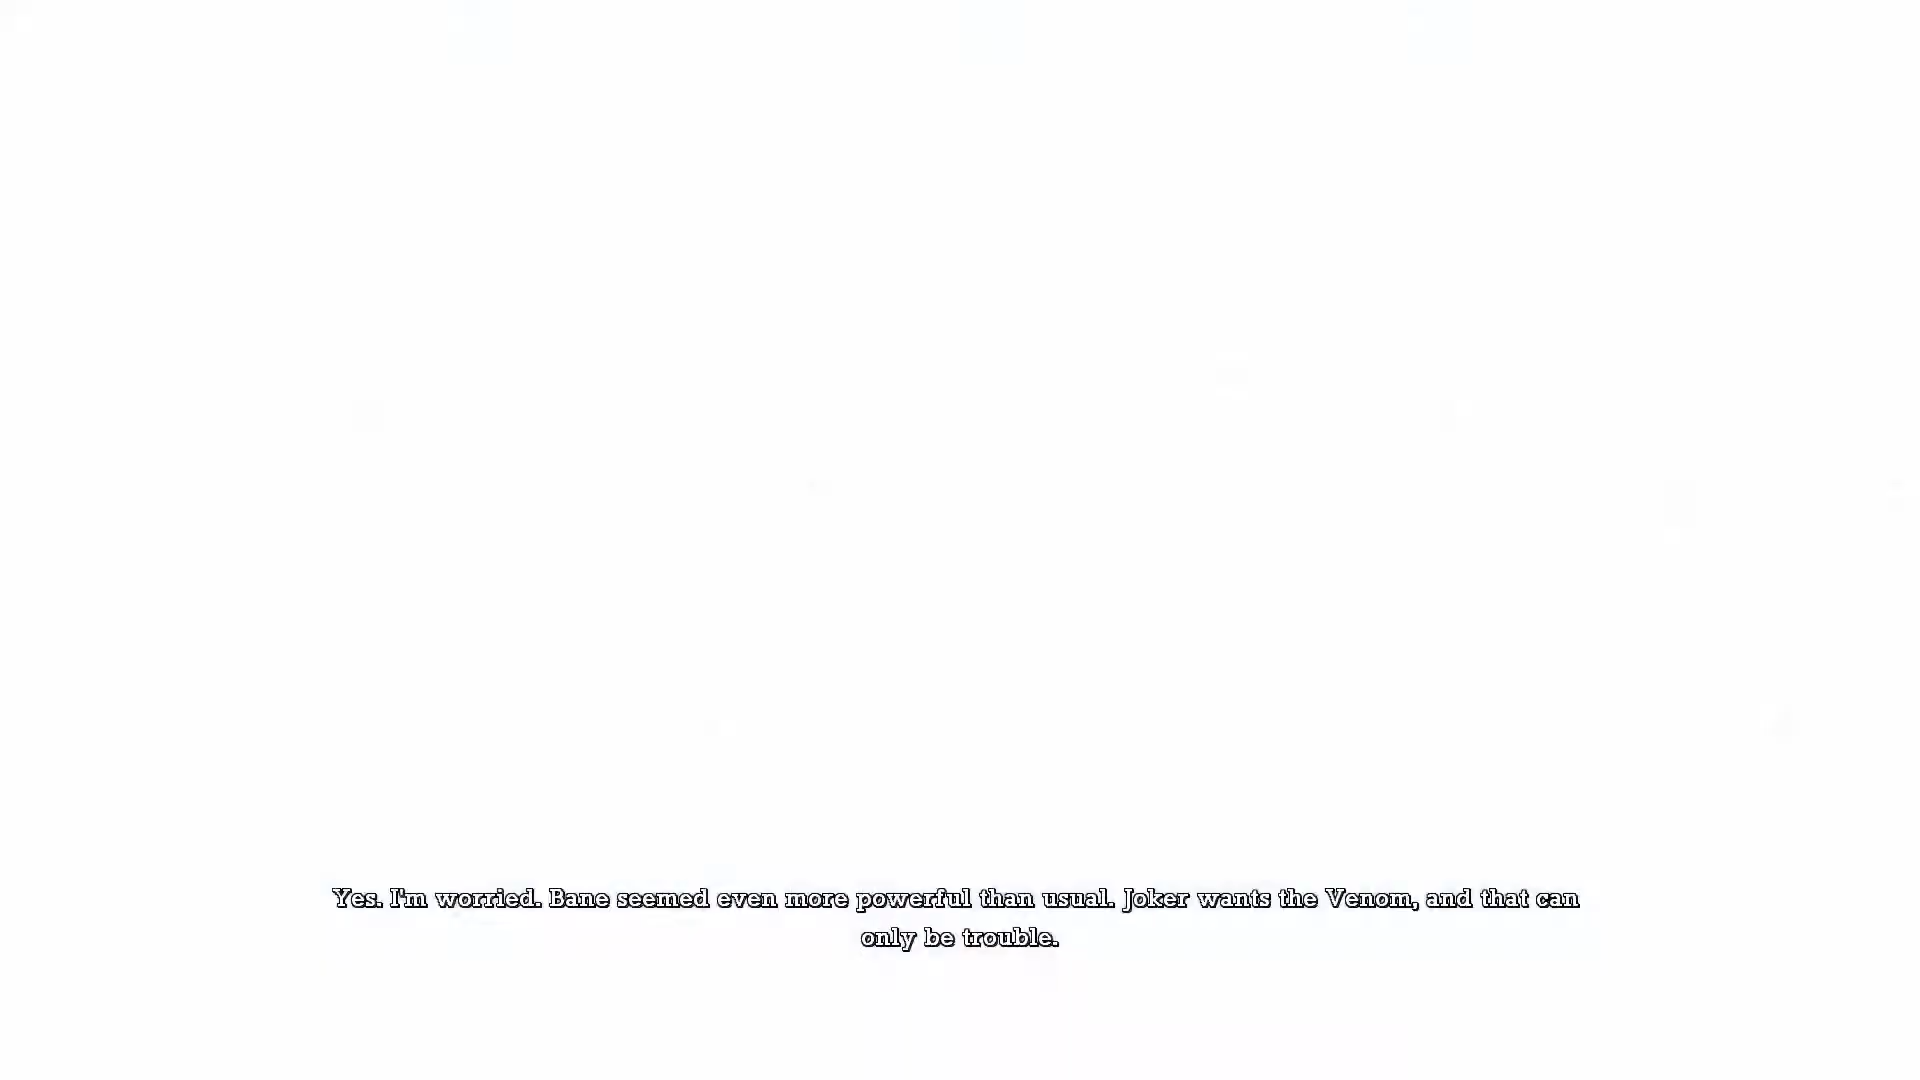 Yes. I'm worried. Bane seemed even more powerful than usual. Joker wants the Venom, and that can
only be trouble.